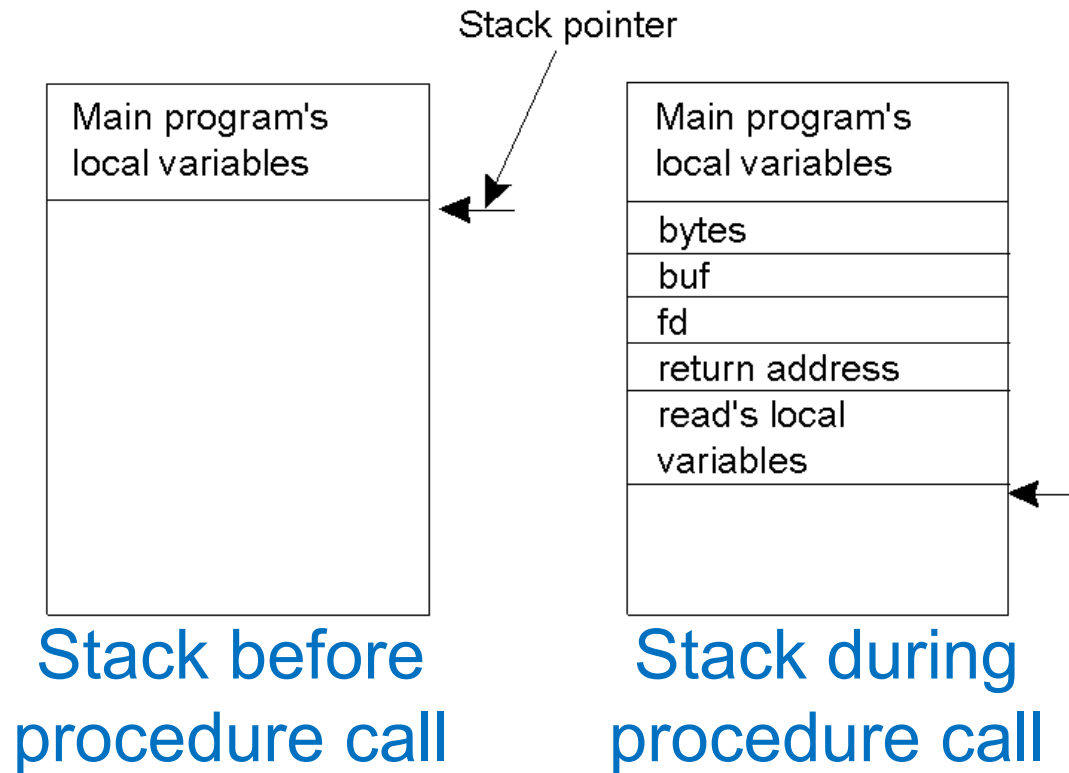 Stack pointer
Main program's
local variables
Main program's
local variables
bytes
buf
fd
return address
read's local
variables
Stack before
procedure call
Stack during
procedure call